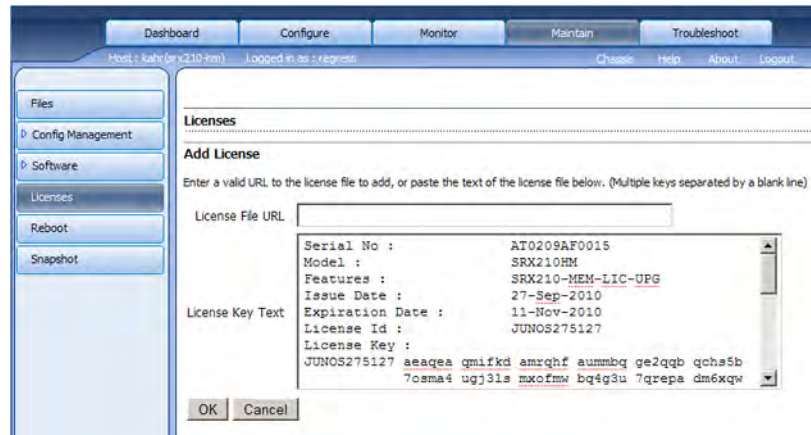 Dashboard Configure Monitor Maintain Troubleshoot
Host : kahr(srx210-hm) Logged in as : regress Chassis Help About Logout
Files
Config Management
Software
Licenses
Reboot
Snapshot
Licenses
Add License
Enter a valid URL to the license file to add, or paste the text of the license file below. (Multiple keys separated by a blank line)
License File URL
License Key Text
Serial No : AT0209AF0015
Model : SRX210HM
Features : SRX210-MEM-LIC-UPG
Issue Date : 27-Sep-2010
Expiration Date : 11-Nov-2010
License Id : JUNOS275127
License Key :
JUNOS275127 aeaqea qmifkd amrqhf aummbq ge2qqb qchs5b
7osma4 ugj3ls mxofmw bq4g3u 7qrepa dm6xqw
OK Cancel